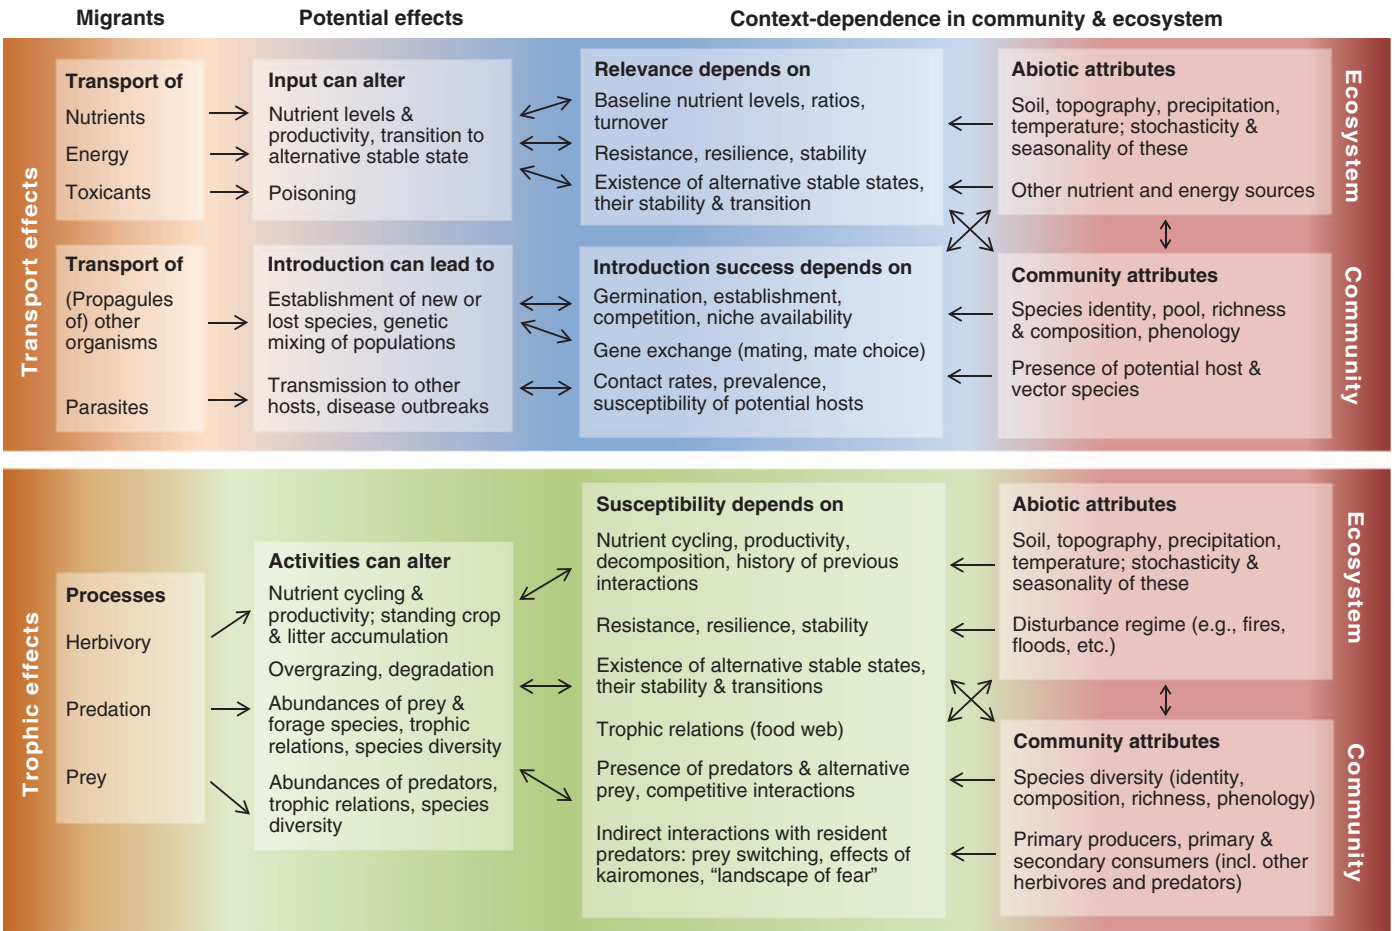 Migrants
Potential effects
Context-dependence in community & ecosystem
Transport effects
Transport of
Nutrients
Energy
Toxicants
Input can alter
Nutrient levels &
productivity, transition to
alternative stable state
Poisoning
Relevance depends on
Baseline nutrient levels, ratios,
turnover
Resistance, resilience, stability
Existence of alternative stable states,
their stability & transition
Abiotic attributes
Soil, topography, precipitation,
temperature; stochasticity &
seasonality of these
Other nutrient and energy sources
Ecosystem
Transport of
(Propagules
of) other
organisms
Parasites
Introduction can lead to
Establishment of new or
lost species, genetic
mixing of populations
Transmission to other
hosts, disease outbreaks
Introduction success depends on
Germination, establishment,
competition, niche availability
Gene exchange (mating, mate choice)
Contact rates, prevalence,
susceptibility of potential hosts
Community attributes
Species identity, pool, richness
& composition, phenology
Presence of potential host &
vector species
Community
Trophic effects
Processes
Herbivory
Predation
Prey
Activities can alter
Nutrient cycling &
productivity; standing crop
& litter accumulation
Overgrazing, degradation
Abundances of prey &
forage species, trophic
relations, species diversity
Abundances of predators,
trophic relations, species
diversity
Susceptibility depends on
Nutrient cycling, productivity,
decomposition, history of previous
interactions
Resistance, resilience, stability
Existence of alternative stable states,
their stability & transitions
Trophic relations (food web)
Presence of predators & alternative
prey, competitive interactions
Indirect interactions with resident
predators: prey switching, effects of
kairomones, “landscape of fear”
Abiotic attributes
Soil, topography, precipitation,
temperature; stochasticity &
seasonality of these
Disturbance regime (e.g., fires,
floods, etc.)
Ecosystem
Community attributes
Species diversity (identity,
composition, richness, phenology)
Primary producers, primary &
secondary consumers (incl. other
herbivores and predators)
Community